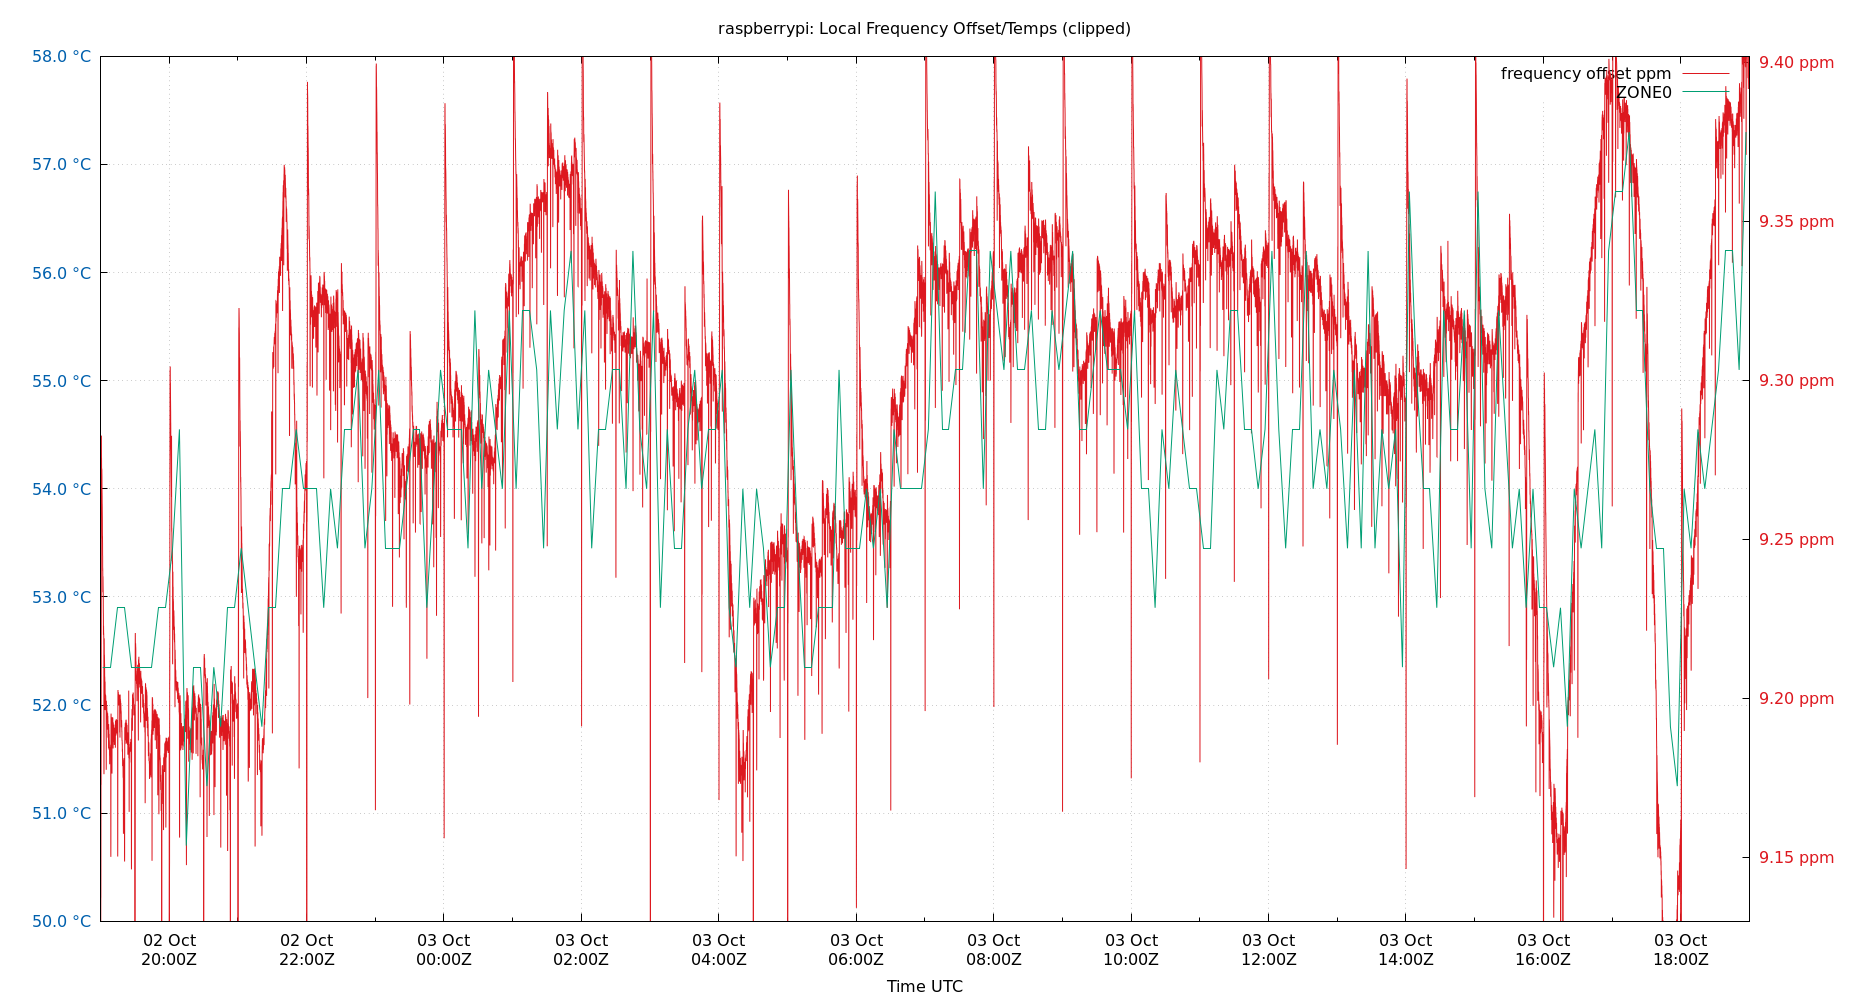 raspberrypi: Local Frequency Offset/Temps (clipped)
58.0 °C
57.0 °C
56.0 °C
55.0 °C
54.0 °C
53.0 °C
52.0 °C
51.0 °C
50.0 °C
frequency offset ppm
ZONE0
9.40 ppm
9.35 ppm
9.30 ppm
9.25 ppm
9.20 ppm
9.15 ppm
02 Oct
20:00Z
02 Oct
22:00Z
03 Oct
00:00Z
03 Oct
02:00Z
03 Oct
04:00Z
03 Oct
06:00Z
03 Oct
08:00Z
03 Oct
10:00Z
03 Oct
12:00Z
03 Oct
14:00Z
03 Oct
16:00Z
03 Oct
18:00Z
Time UTC